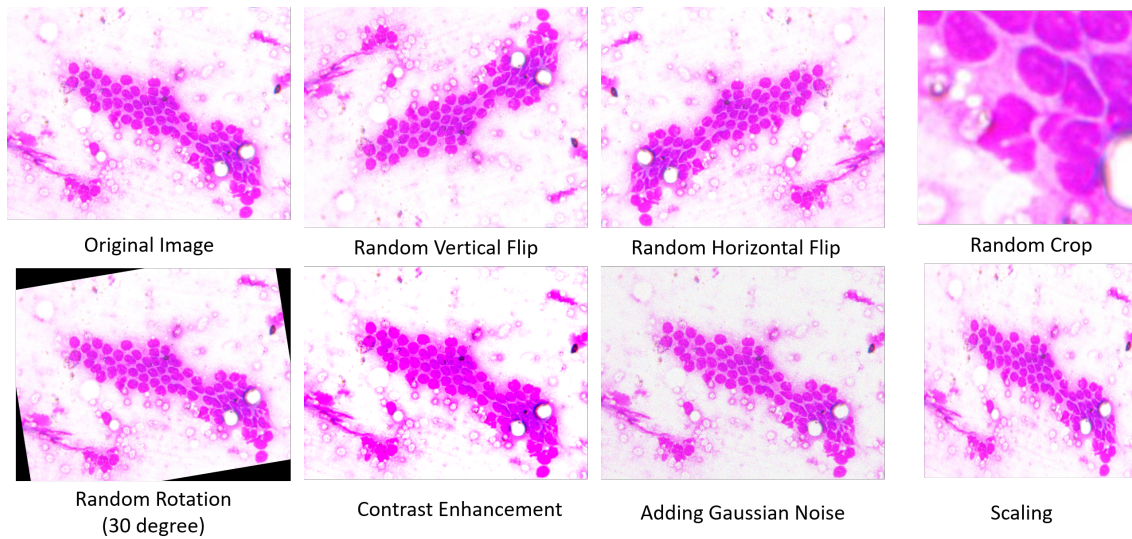 Original Image
Random Vertical Flip
Random Horizontal Flip
Random Crop
Random Rotation
(30 degree)
Contrast Enhancement
Adding Gaussian Noise
Scaling